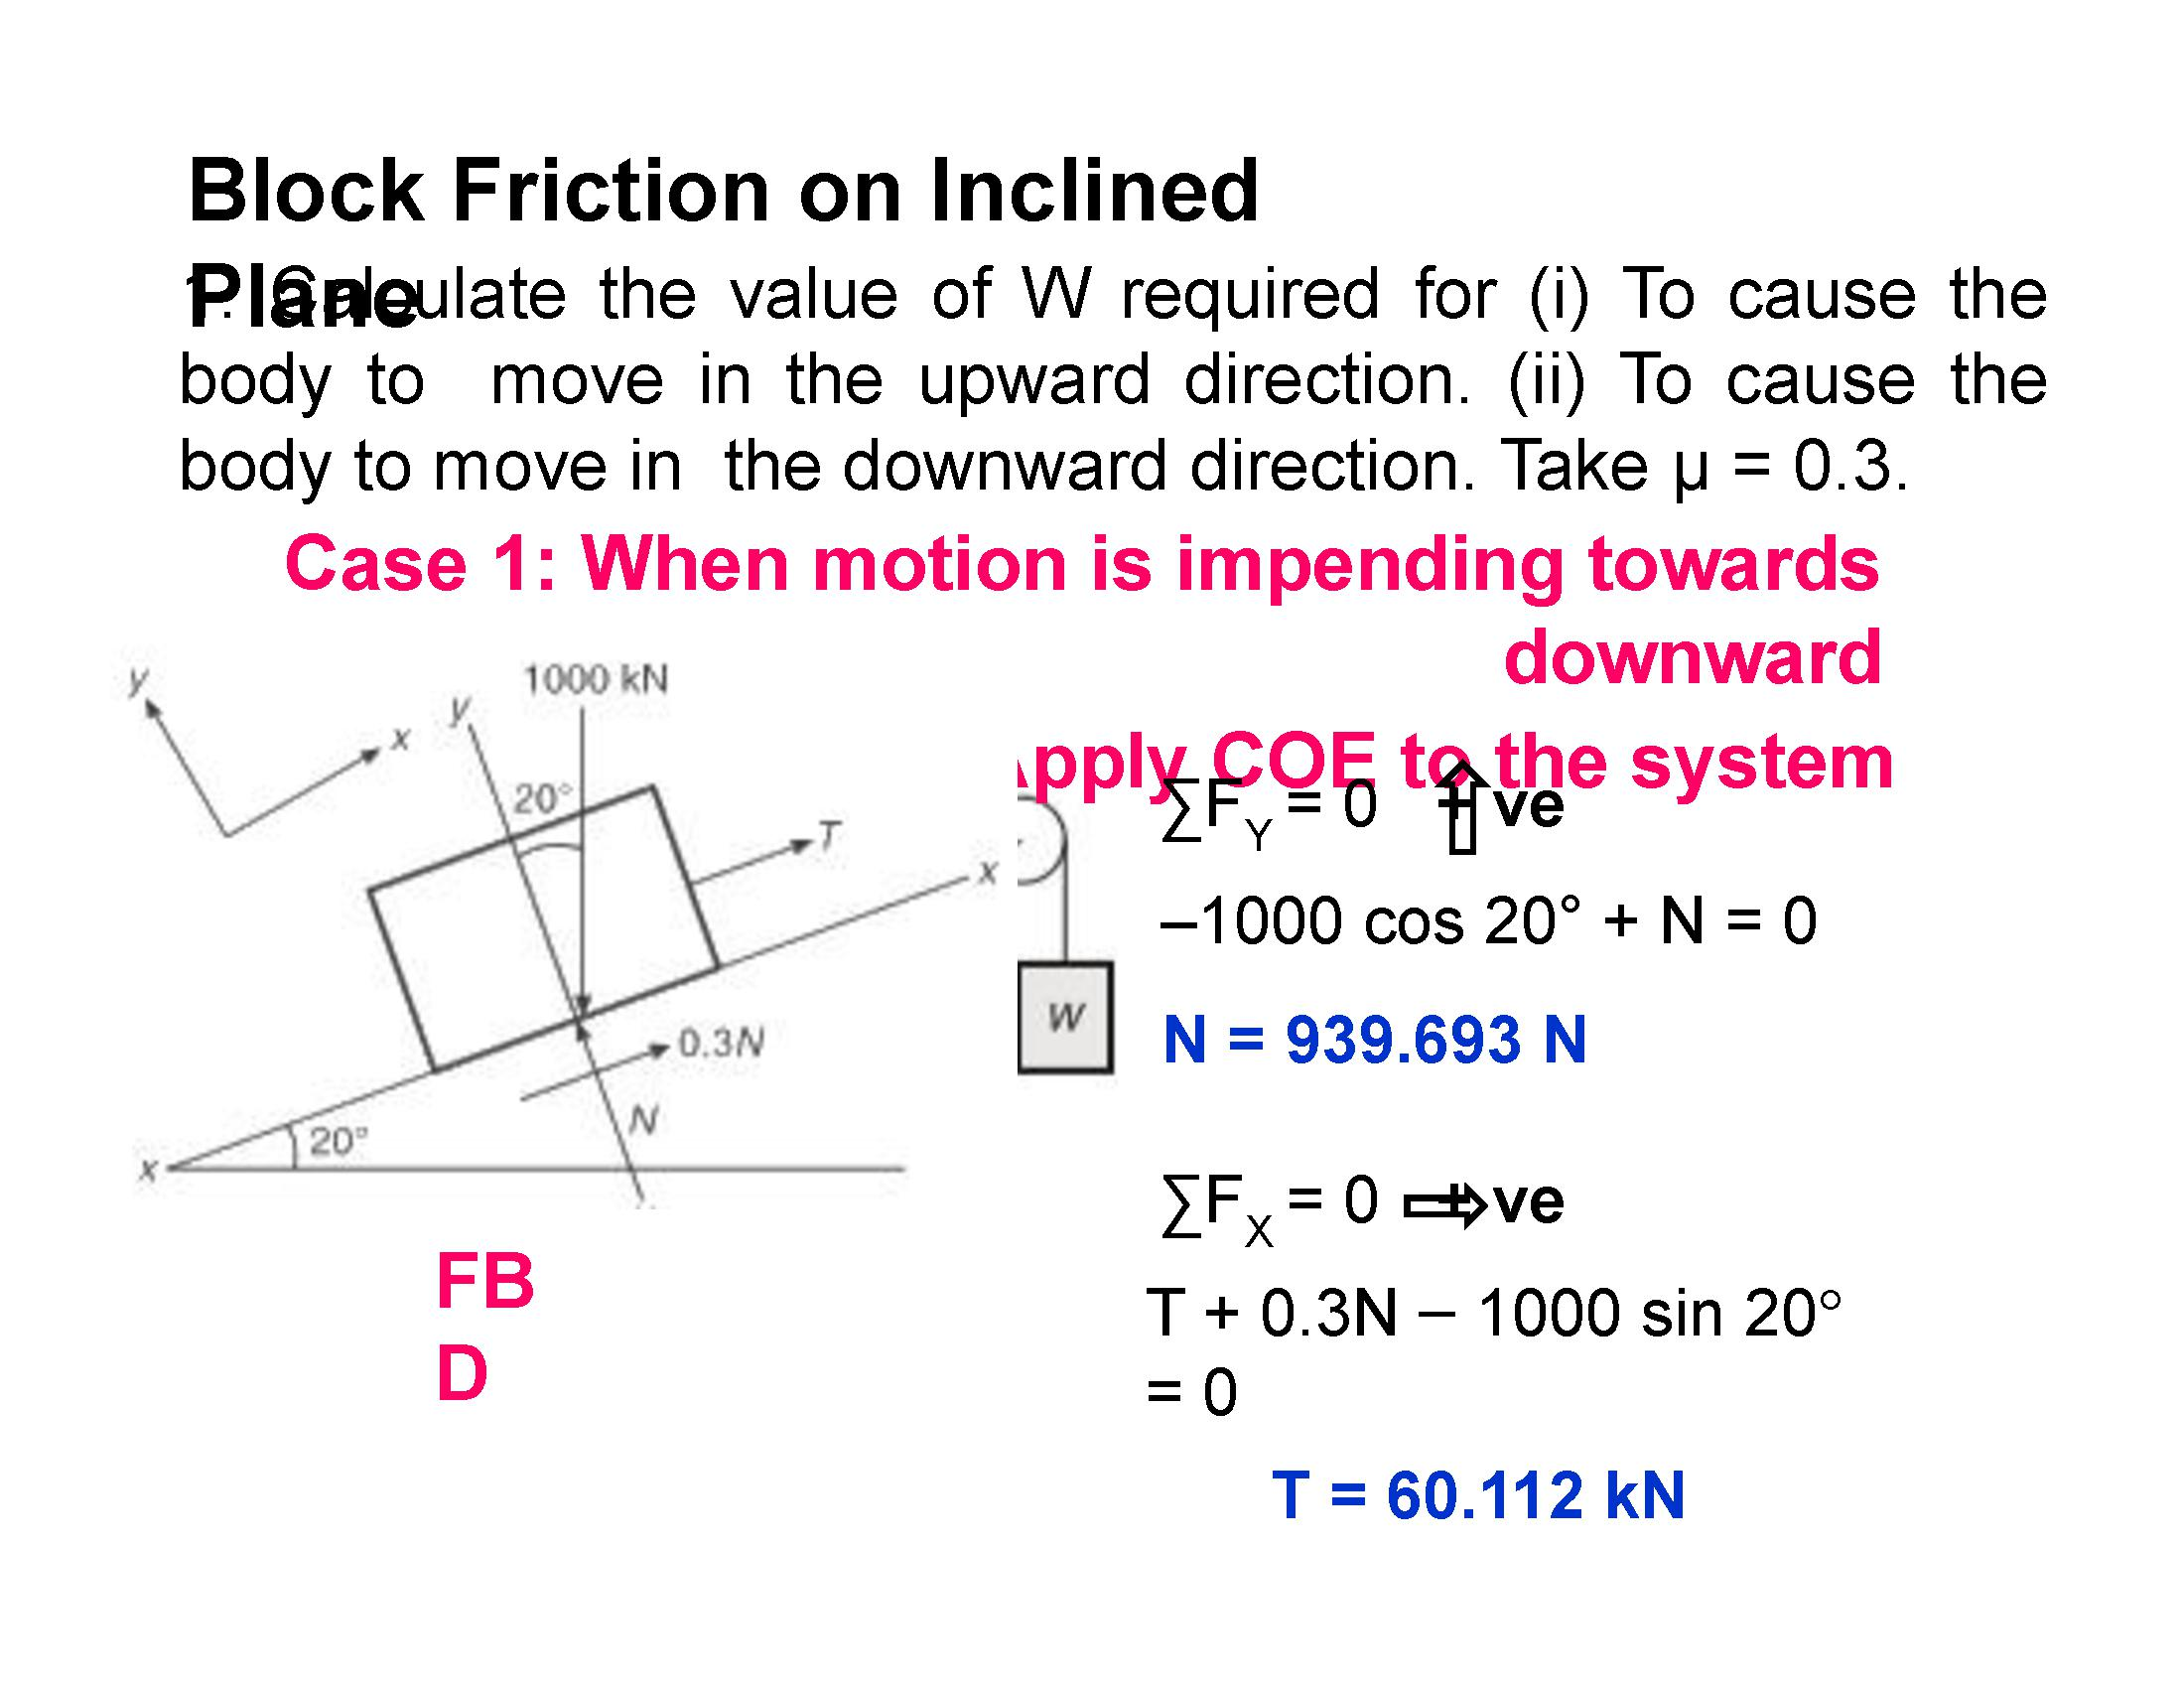 Block Friction on Inclined
Plane
1. Calculate the value of W required for (i) To cause the
body to move in the upward direction. (ii) To cause the
body to move in the downward direction. Take μ = 0.3.
Case 1: When motion is impending towards
downward
Apply COE to the system
y
x
y
1000 kN
20°
T
x
0.3N
N
20°
x
W
FB
D
∑F_Y = 0 + ve
–1000 cos 20° + N = 0
N = 939.693 N
∑F_X = 0 + ve
T + 0.3N – 1000 sin 20°
= 0
T = 60.112 kN